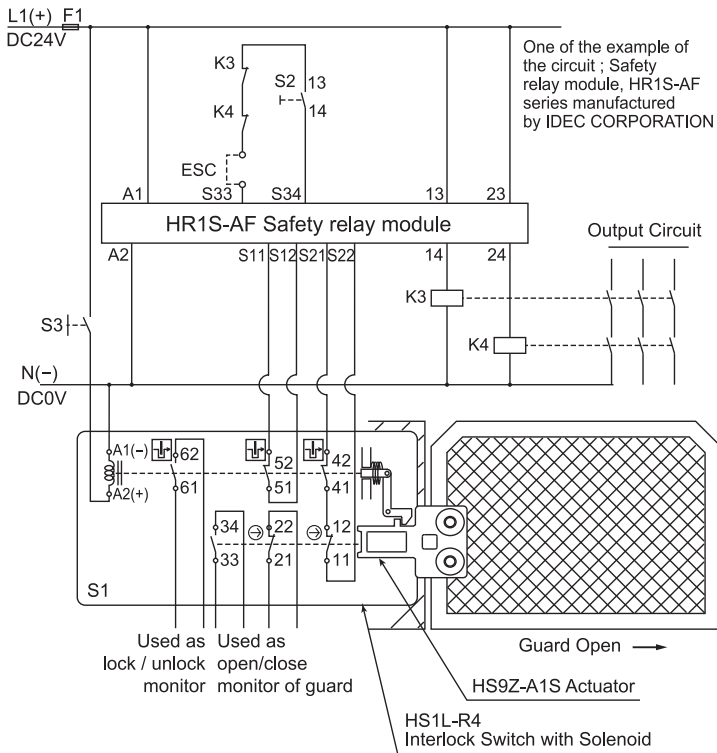 L1(+) F1
DC24V
One of the example of
the circuit ; Safety
relay module, HR1S-AF
series manufactured
by IDEC CORPORATION
K3
S2
13
14
K4
ESC
A1
S33
S34
13
23
HR1S-AF Safety relay module
A2
S11
S12
S21
S22
14
24
Output Circuit
K3
S3
K4
N(−)
DC0V
A1(−)
62
52
42
A2(+)
61
51
41
34
22
12
33
21
11
S1
Used as
lock / unlock
monitor
Used as
open/close
monitor of guard
Guard Open
HS9Z-A1S Actuator
HS1L-R4
Interlock Switch with Solenoid